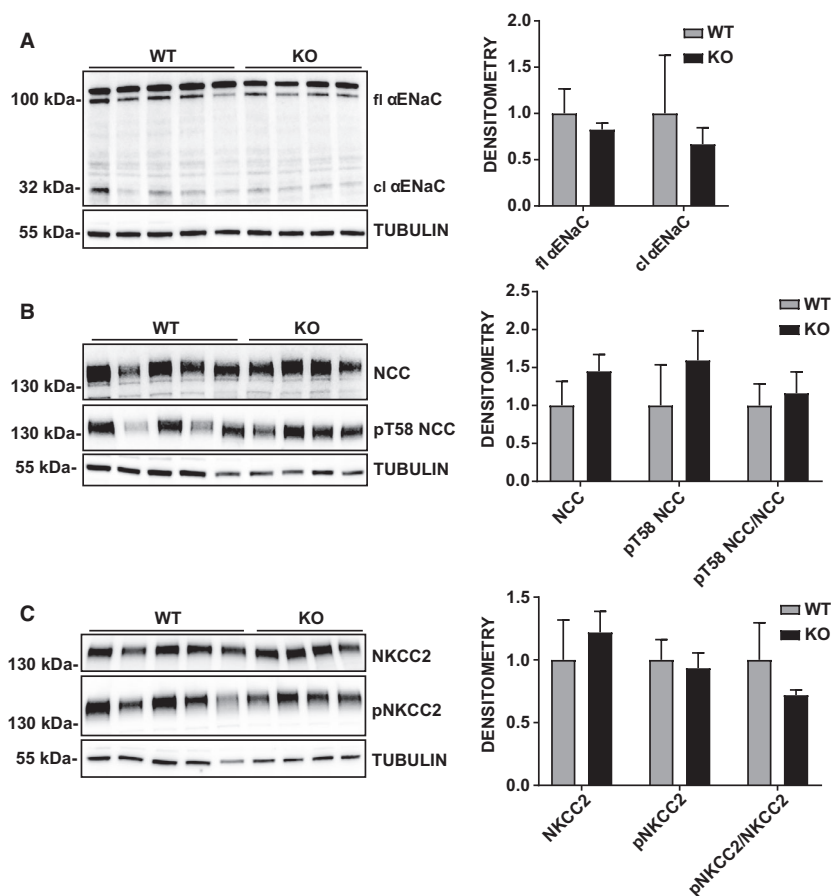 A
WT KO
100 kDa-
fl αENaC
32 kDa-
cl αENaC
55 kDa-
TUBULIN
DENSITOMETRY
2.0
1.5
1.0
0.5
0.0
WT
KO
fl αENaC
cl αENaC
B
WT KO
130 kDa-
NCC
130 kDa-
pT58 NCC
55 kDa-
TUBULIN
DENSITOMETRY
2.5
2.0
1.5
1.0
0.5
0.0
WT
KO
NCC
pT58 NCC
pT58 NCC/NCC
C
WT KO
130 kDa-
NKCC2
130 kDa-
pNKCC2
55 kDa-
TUBULIN
DENSITOMETRY
1.5
1.0
0.5
0.0
WT
KO
NKCC2
pNKCC2
pNKCC2/NKCC2